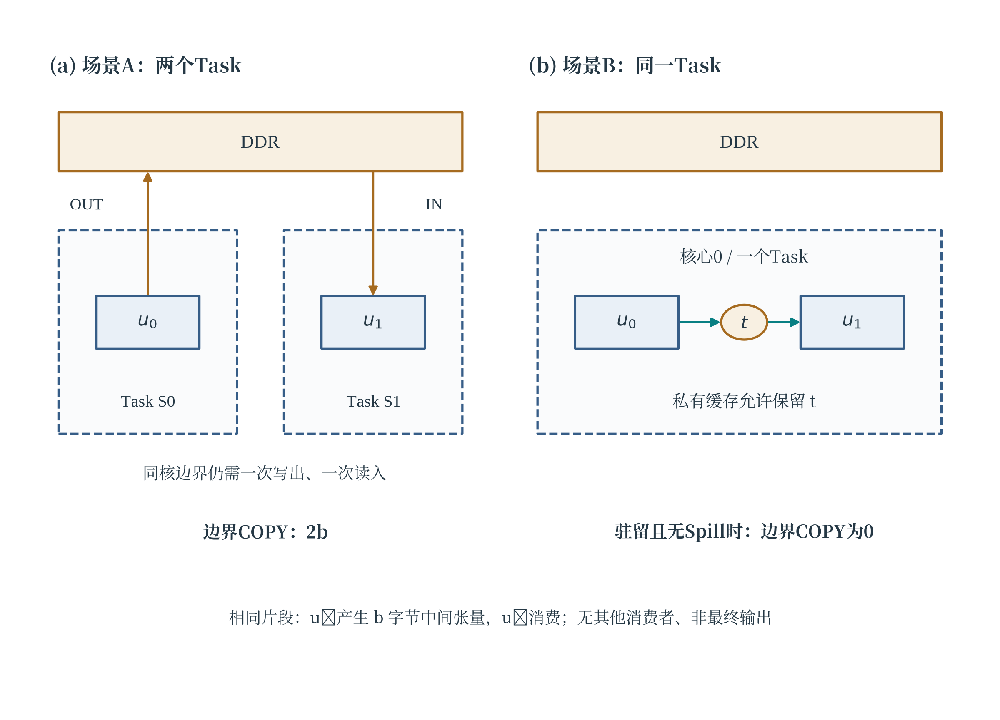 (a) 场景A：两个Task
DDR
OUT
IN
u₀
u₁
Task S0
Task S1
同核边界仍需一次写出、一次读入
边界COPY：2b
(b) 场景B：同一Task
DDR
核心0 / 一个Task
u₀
t
u₁
私有缓存允许保留 t
驻留且无Spill时：边界COPY为0
相同片段：u产生 b 字节中间张量，u消费；无其他消费者、非最终输出